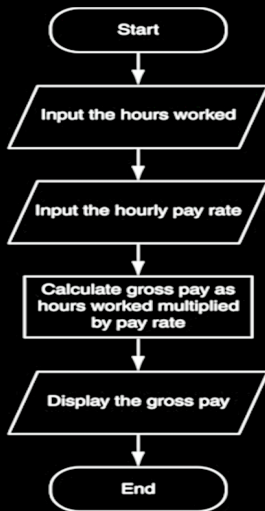 Start
Input the hours worked
Input the hourly pay rate
Calculate gross pay as
hours worked multiplied
by pay rate
Display the gross pay
End